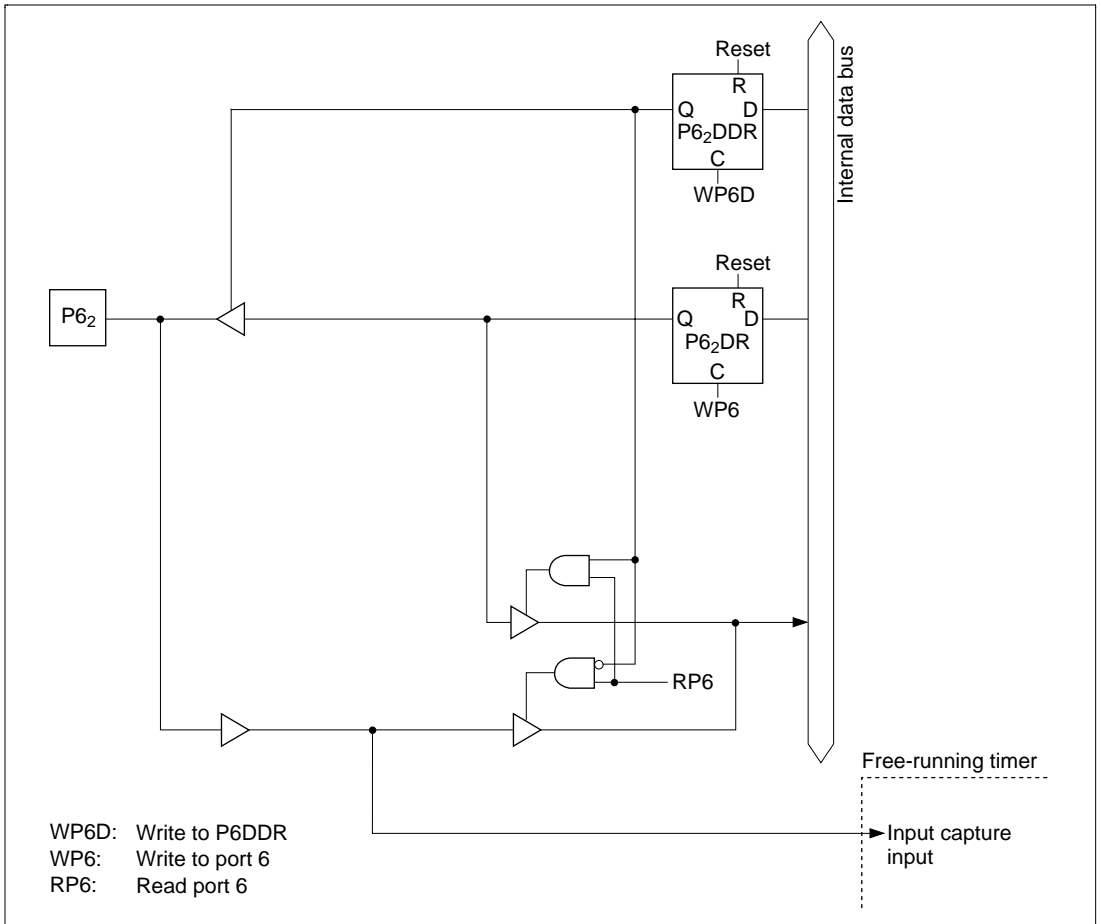 Reset
R
Q D
P6₂DDR
C
WP6D
Internal data bus
Reset
R
P6₂
Q D
P6₂DR
C
WP6
RP6
Free-running timer
Input capture
input
WP6D: Write to P6DDR
WP6: Write to port 6
RP6: Read port 6